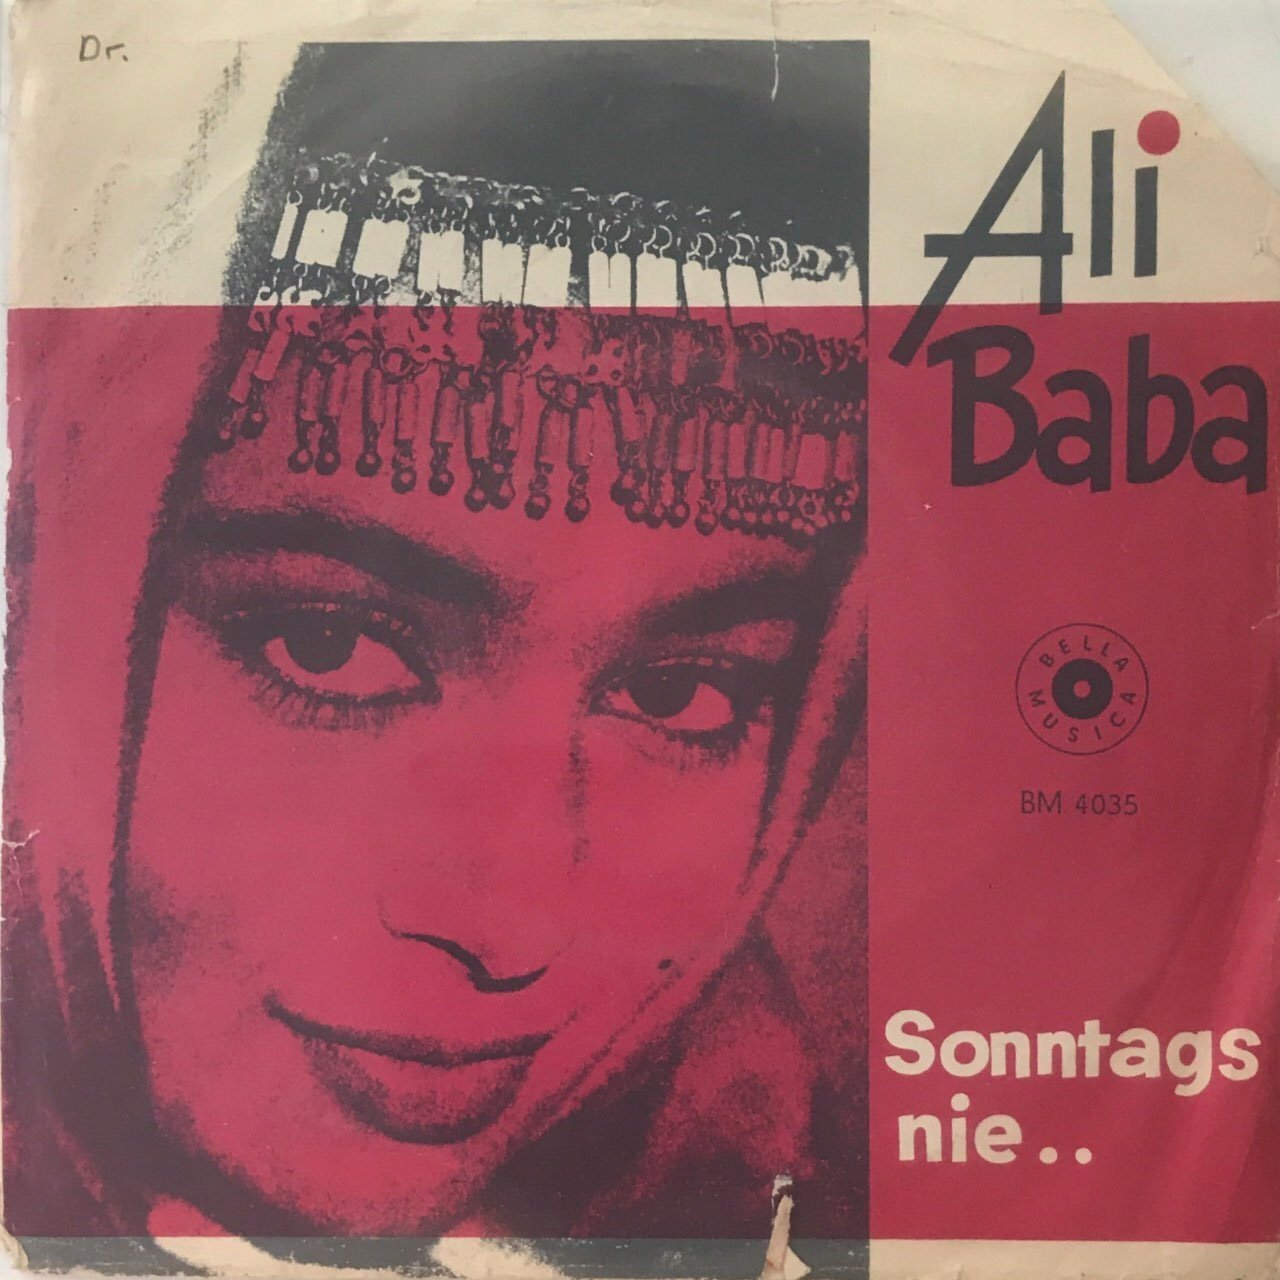 Dr.
Ali
Baba
BELLA
MUSICA
BM 4035
Sonntags
nie..